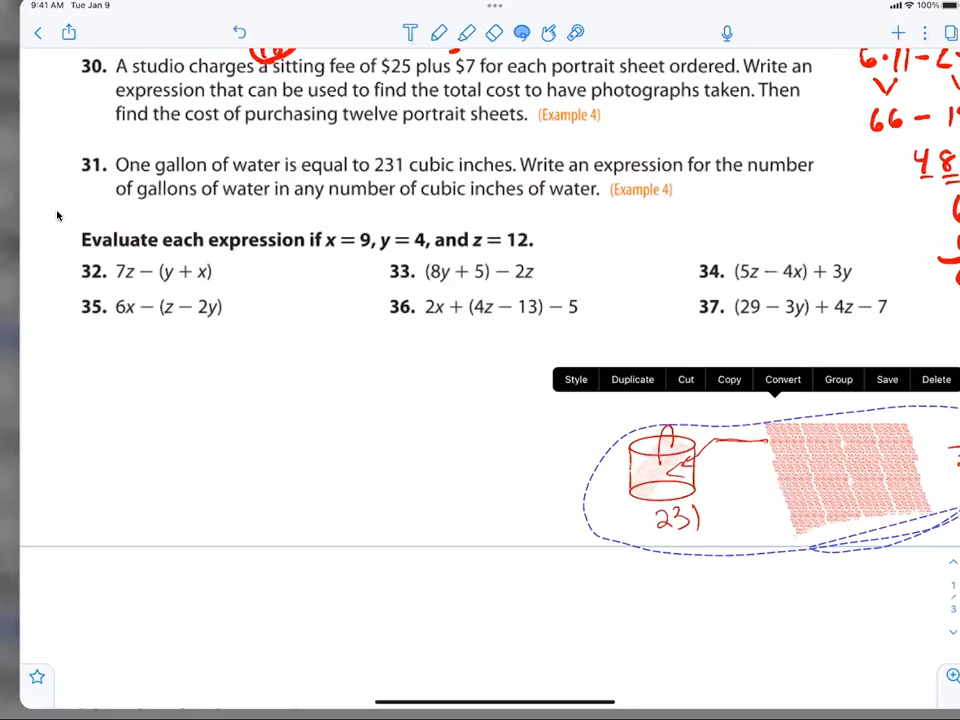 9:41 AM Tue Jan 9
100%
30. A studio charges a sitting fee of $25 plus $7 for each portrait sheet ordered. Write an
expression that can be used to find the total cost to have photographs taken. Then
find the cost of purchasing twelve portrait sheets. (Example 4)
31. One gallon of water is equal to 231 cubic inches. Write an expression for the number
of gallons of water in any number of cubic inches of water. (Example 4)
Evaluate each expression if x = 9, y = 4, and z = 12.
32. 7z − (y + x) 33. (8y + 5) − 2z 34. (5z − 4x) + 3y
35. 6x − (z − 2y) 36. 2x + (4z − 13) − 5 37. (29 − 3y) + 4z − 7
6·11 −
66 −
48
Style Duplicate Cut Copy Convert Group Save Delete
231
1
/
3